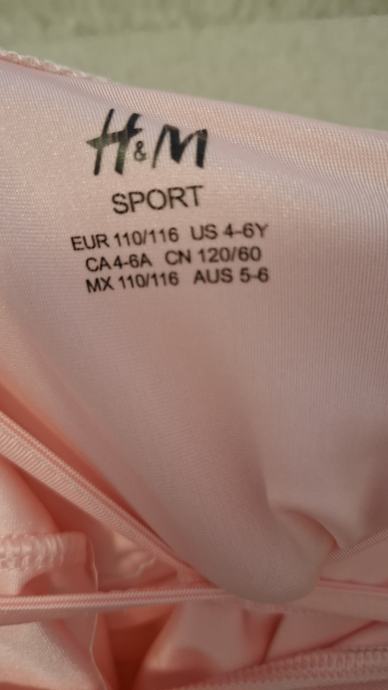 H&M
SPORT
EUR 110/116 US 4-6Y
CA 4-6A CN 120/60
MX 110/116 AUS 5-6